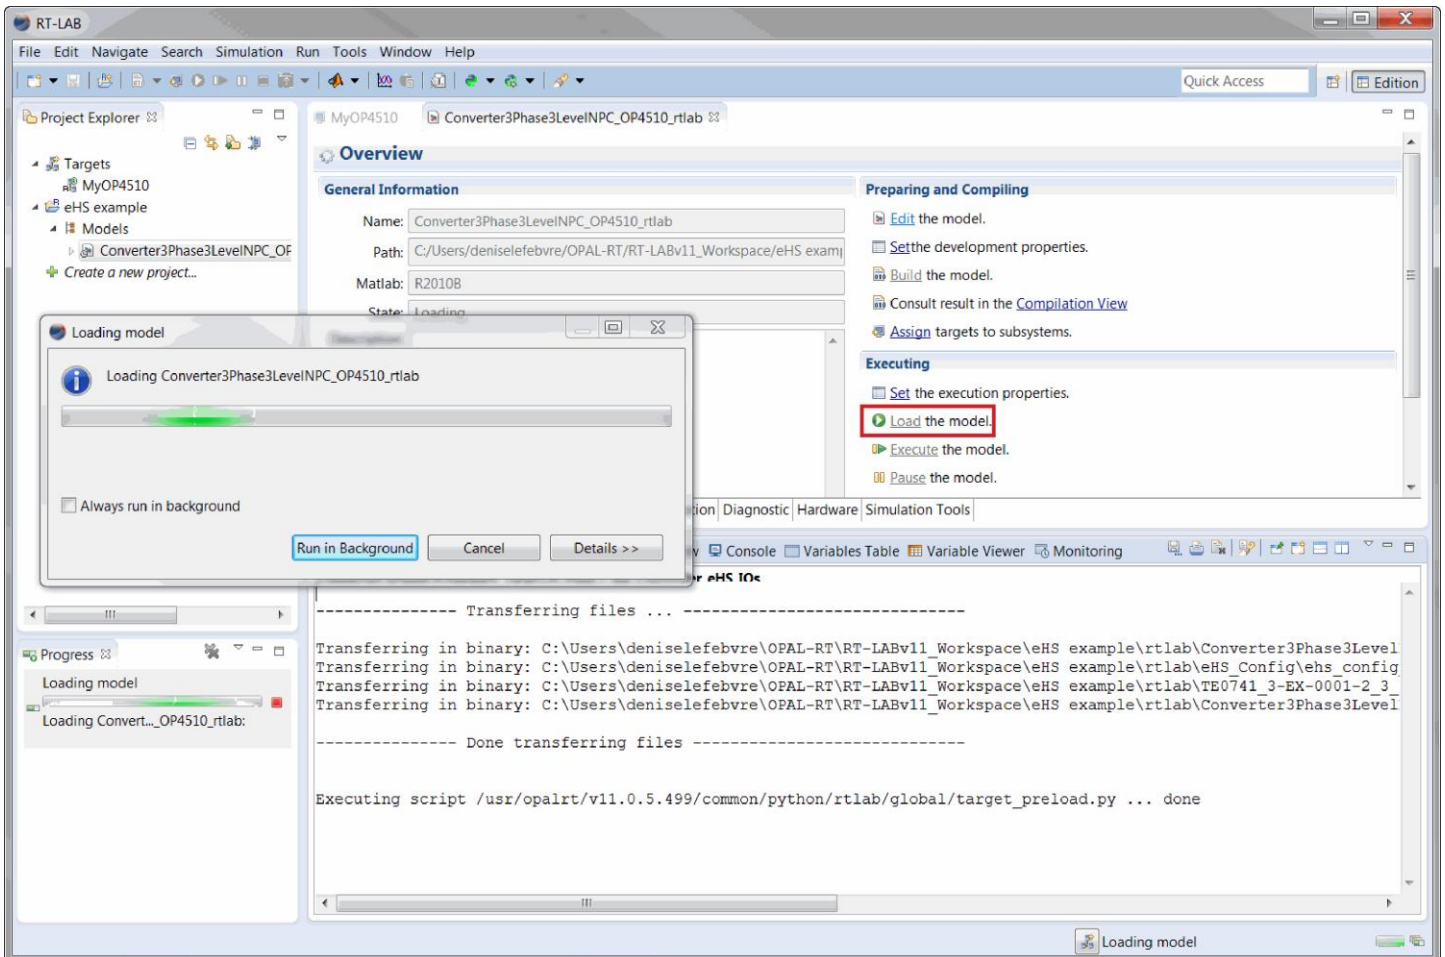 RT-LAB
File Edit Navigate Search Simulation Run Tools Window Help
Quick Access
Edition
Project Explorer
Targets
MyOP4510
eHS example
Models
Converter3Phase3LevelNPC_OP
Create a new project...
MyOP4510
Converter3Phase3LevelNPC_OP4510_rtlab
Overview
General Information
Name: Converter3Phase3LevelNPC_OP4510_rtlab
Path: C:/Users/deniselefebvre/OPAL-RT/RT-LABv11_Workspace/eHS examp
Matlab: R2010B
State: Loading
Description:
Preparing and Compiling
Edit the model.
Setthe development properties.
Build the model.
Consult result in the Compilation View
Assign targets to subsystems.
Executing
Set the execution properties.
Load the model.
Execute the model.
Pause the model.
Loading model
Loading Converter3Phase3LevelNPC_OP4510_rtlab
Always run in background
Run in Background
Cancel
Details >>
tion Diagnostic Hardware Simulation Tools
Console Variables Table Variable Viewer Monitoring
er eHS IOs
--------------- Transferring files ... ------------------------------
Transferring in binary: C:\Users\deniselefebvre\OPAL-RT\RT-LABv11_Workspace\eHS example\rtlab\Converter3Phase3Level
Transferring in binary: C:\Users\deniselefebvre\OPAL-RT\RT-LABv11_Workspace\eHS example\rtlab\eHS_Config\ehs_config
Transferring in binary: C:\Users\deniselefebvre\OPAL-RT\RT-LABv11_Workspace\eHS example\rtlab\TE0741_3-EX-0001-2_3_
Transferring in binary: C:\Users\deniselefebvre\OPAL-RT\RT-LABv11_Workspace\eHS example\rtlab\Converter3Phase3Level
--------------- Done transferring files -----------------------------
Executing script /usr/opalrt/v11.0.5.499/common/python/rtlab/global/target_preload.py ... done
Progress
Loading model
Loading Convert..._OP4510_rtlab:
Loading model